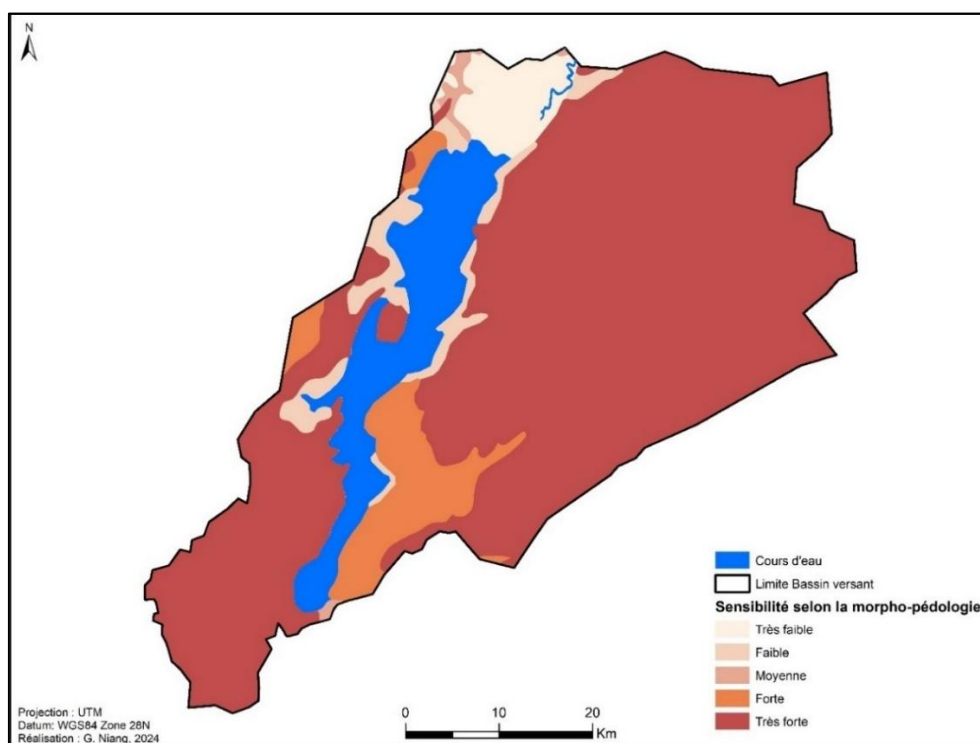 N
Cours d'eau
Limite Bassin versant
Sensibilité selon la morpho-pédologie
Très faible
Faible
Moyenne
Forte
Très forte
Projection : UTM
Datum: WGS84 Zone 28N
Réalisation : G. Niang, 2024
0 10 20
Km